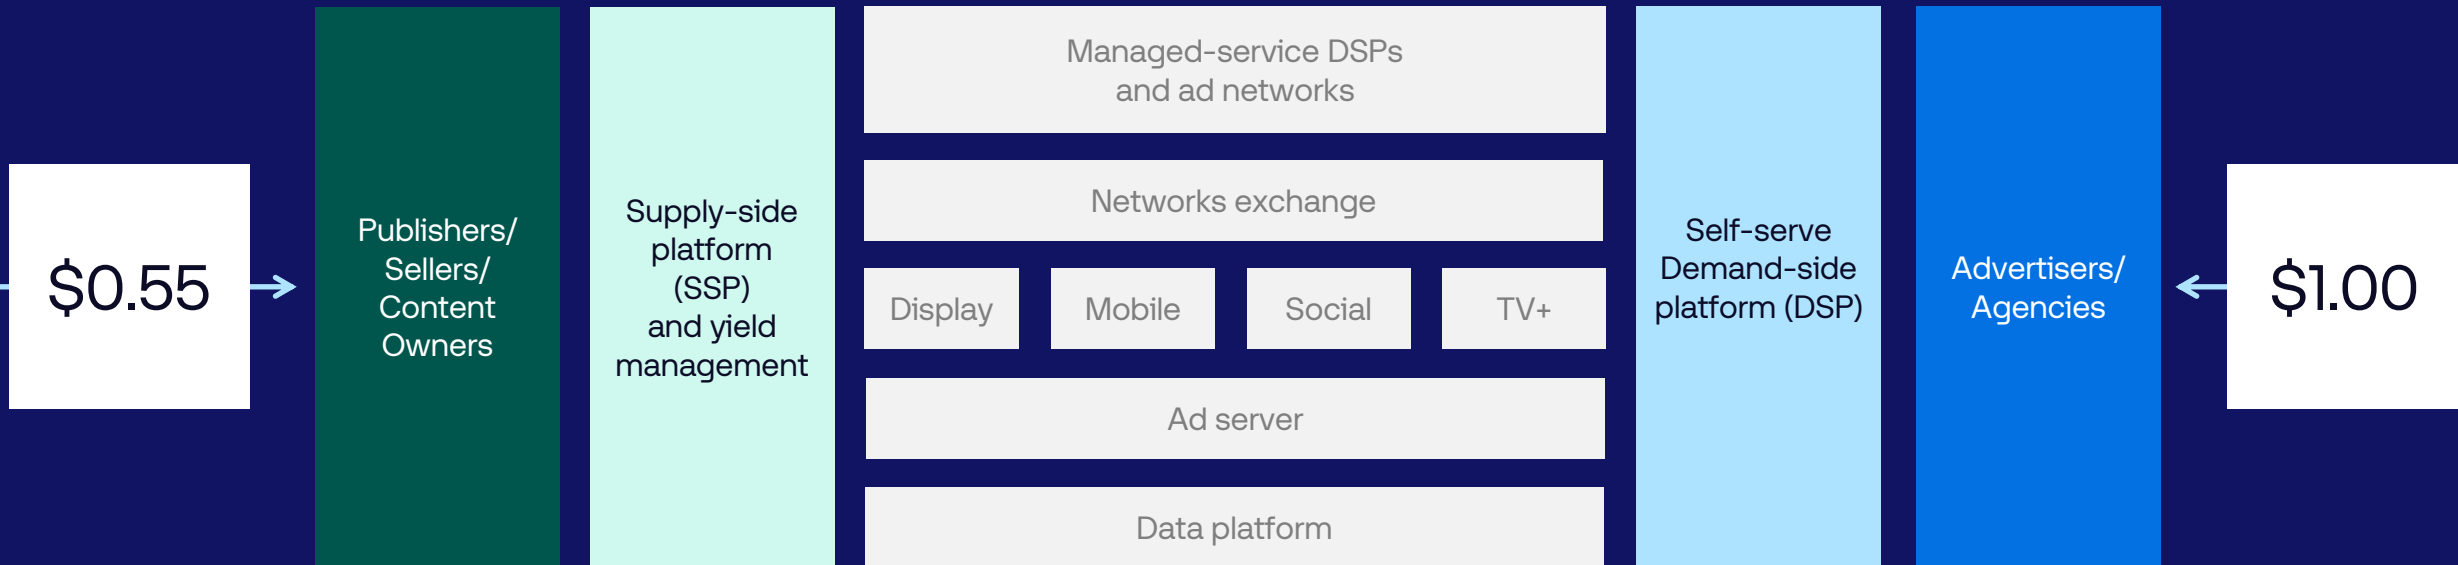 $0.55
Publishers/
Sellers/
Content
Owners
Supply-side
platform
(SSP)
and yield
management
Managed-service DSPs
and ad networks
Networks exchange
Display
Mobile
Social
TV+
Ad server
Data platform
Self-serve
Demand-side
platform (DSP)
Advertisers/
Agencies
$1.00